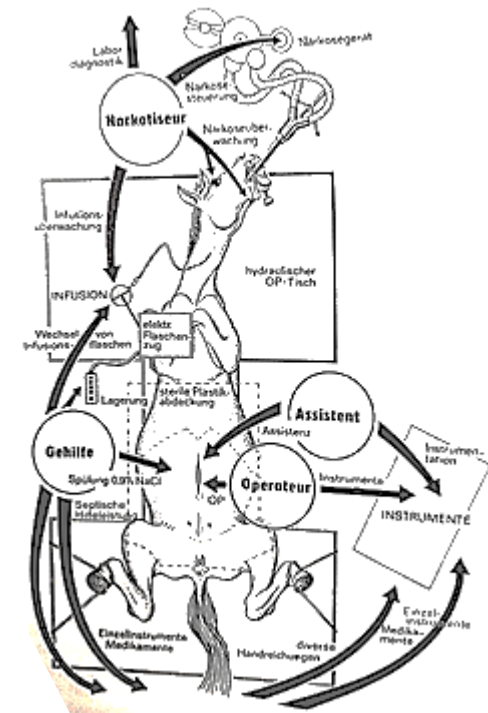 Labor
diagnostik
Narkosegerät
Narkose-
steuerung
Narkotiseur
Narkoseüber-
wachung
Infusions-
überwachung
hydraulischer
OP-Tisch
INFUSION
Wechsel von
Infusions- flaschen
elektr.
Flaschen-
zug
Lagerung
sterile Plastik-
abdeckung
Assistent
Assistenz
Gehilfe
Instrumen-
tation
Spülung 0,9% NaCl
Operateur
Instrumente
OP
INSTRUMENTE
Septische
Hilfeleistung
Einzel-
instrumente
Medika-
mente
Einzelinstrumente
Medikamente
diverse
Handreichungen